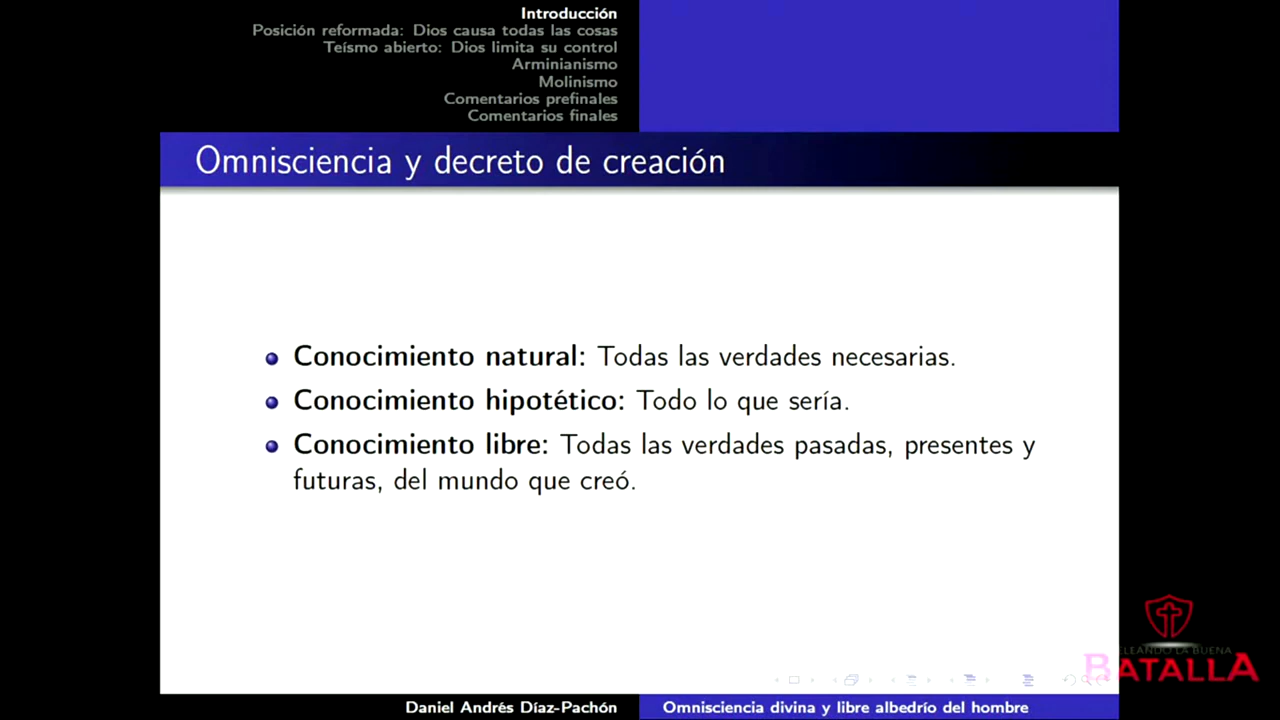 Introducción
Posición reformada: Dios causa todas las cosas
Teísmo abierto: Dios limita su control
Arminianismo
Molinismo
Comentarios prefinales
Comentarios finales
Omnisciencia y decreto de creación
Conocimiento natural: Todas las verdades necesarias.
Conocimiento hipotético: Todo lo que sería.
Conocimiento libre: Todas las verdades pasadas, presentes y
futuras, del mundo que creó.
ELEANDO LA BUENA
BATALLA
Daniel Andrés Díaz-Pachón
Omnisciencia divina y libre albedrío del hombre